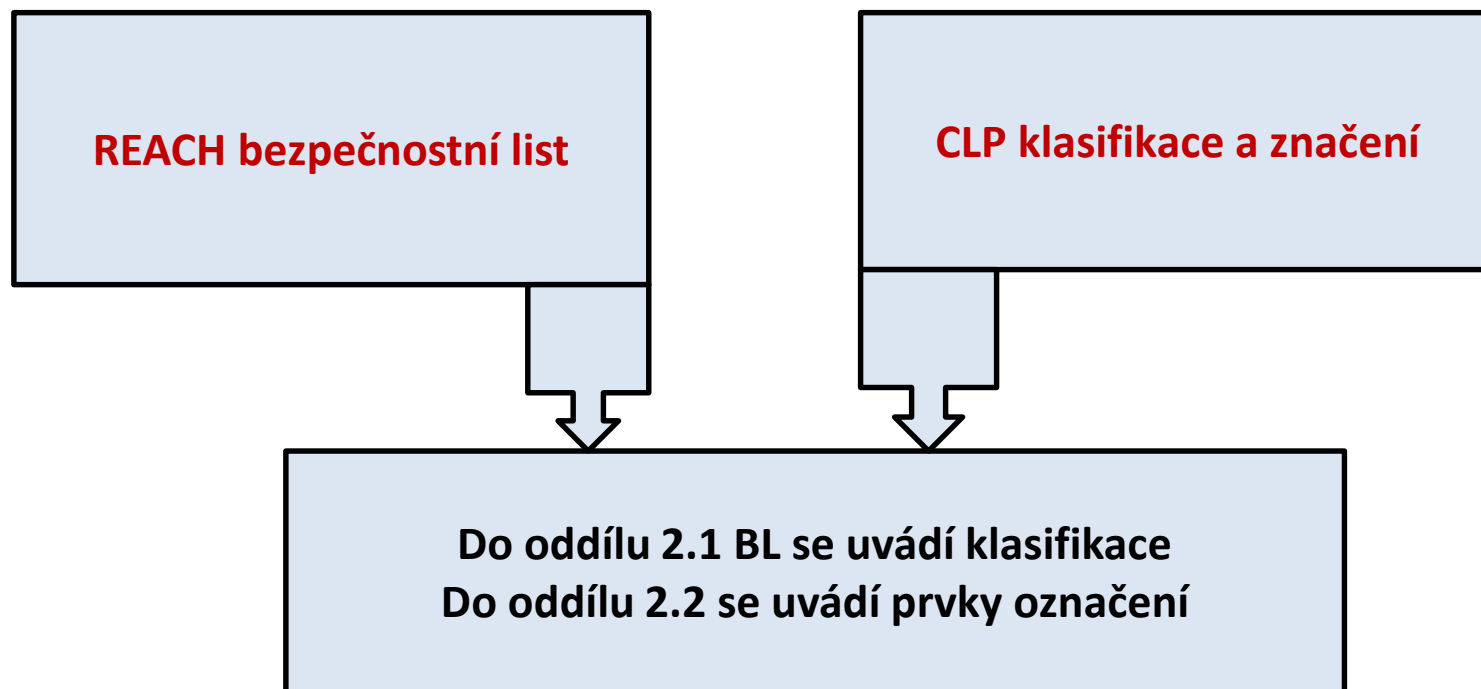 REACH bezpečnostní list
CLP klasifikace a značení
Do oddílu 2.1 BL se uvádí klasifikace
Do oddílu 2.2 se uvádí prvky označení